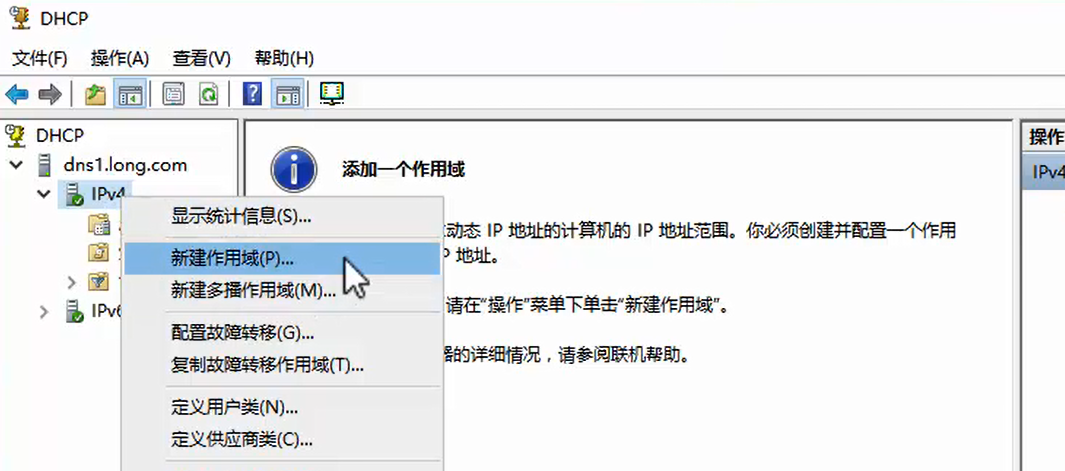 DHCP
文件(F) 操作(A) 查看(V) 帮助(H)
DHCP
dns1.long.com
IPv4
IPv6
添加一个作用域
动态 IP 地址的计算机的 IP 地址范围。你必须创建并配置一个作用
P 地址。
请在“操作”菜单下单击“新建作用域”。
器的详细情况，请参阅联机帮助。
显示统计信息(S)...
新建作用域(P)...
新建多播作用域(M)...
配置故障转移(G)...
复制故障转移作用域(T)...
定义用户类(N)...
定义供应商类(C)...
操作
IPv4